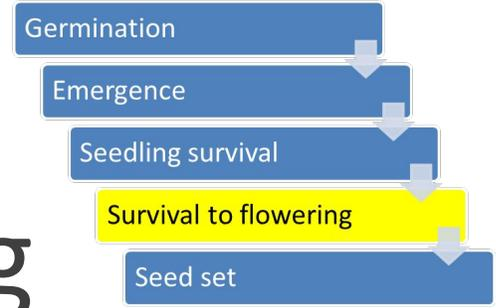 Germination
Emergence
Seedling survival
Survival to flowering
g
Seed set